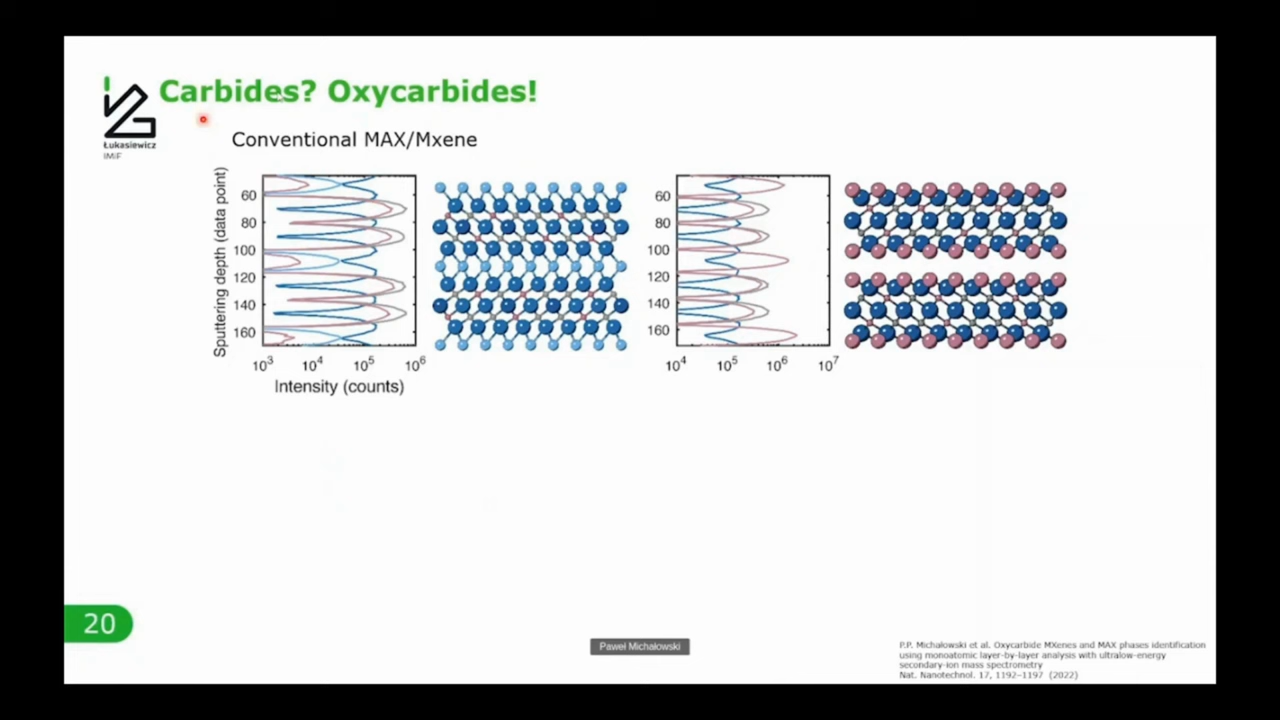 Carbides? Oxycarbides!
Łukasiewicz
IMiF
Conventional MAX/Mxene
Sputtering depth (data point)
60
80
100
120
140
160
10³ 10⁴ 10⁵ 10⁶
Intensity (counts)
60
80
100
120
140
160
10⁴ 10⁵ 10⁶ 10⁷
20
Paweł Michałowski
P.P. Michałowski et al. Oxycarbide MXenes and MAX phases identification
using monoatomic layer-by-layer analysis with ultralow-energy
secondary-ion mass spectrometry
Nat. Nanotechnol. 17, 1192–1197 (2022)